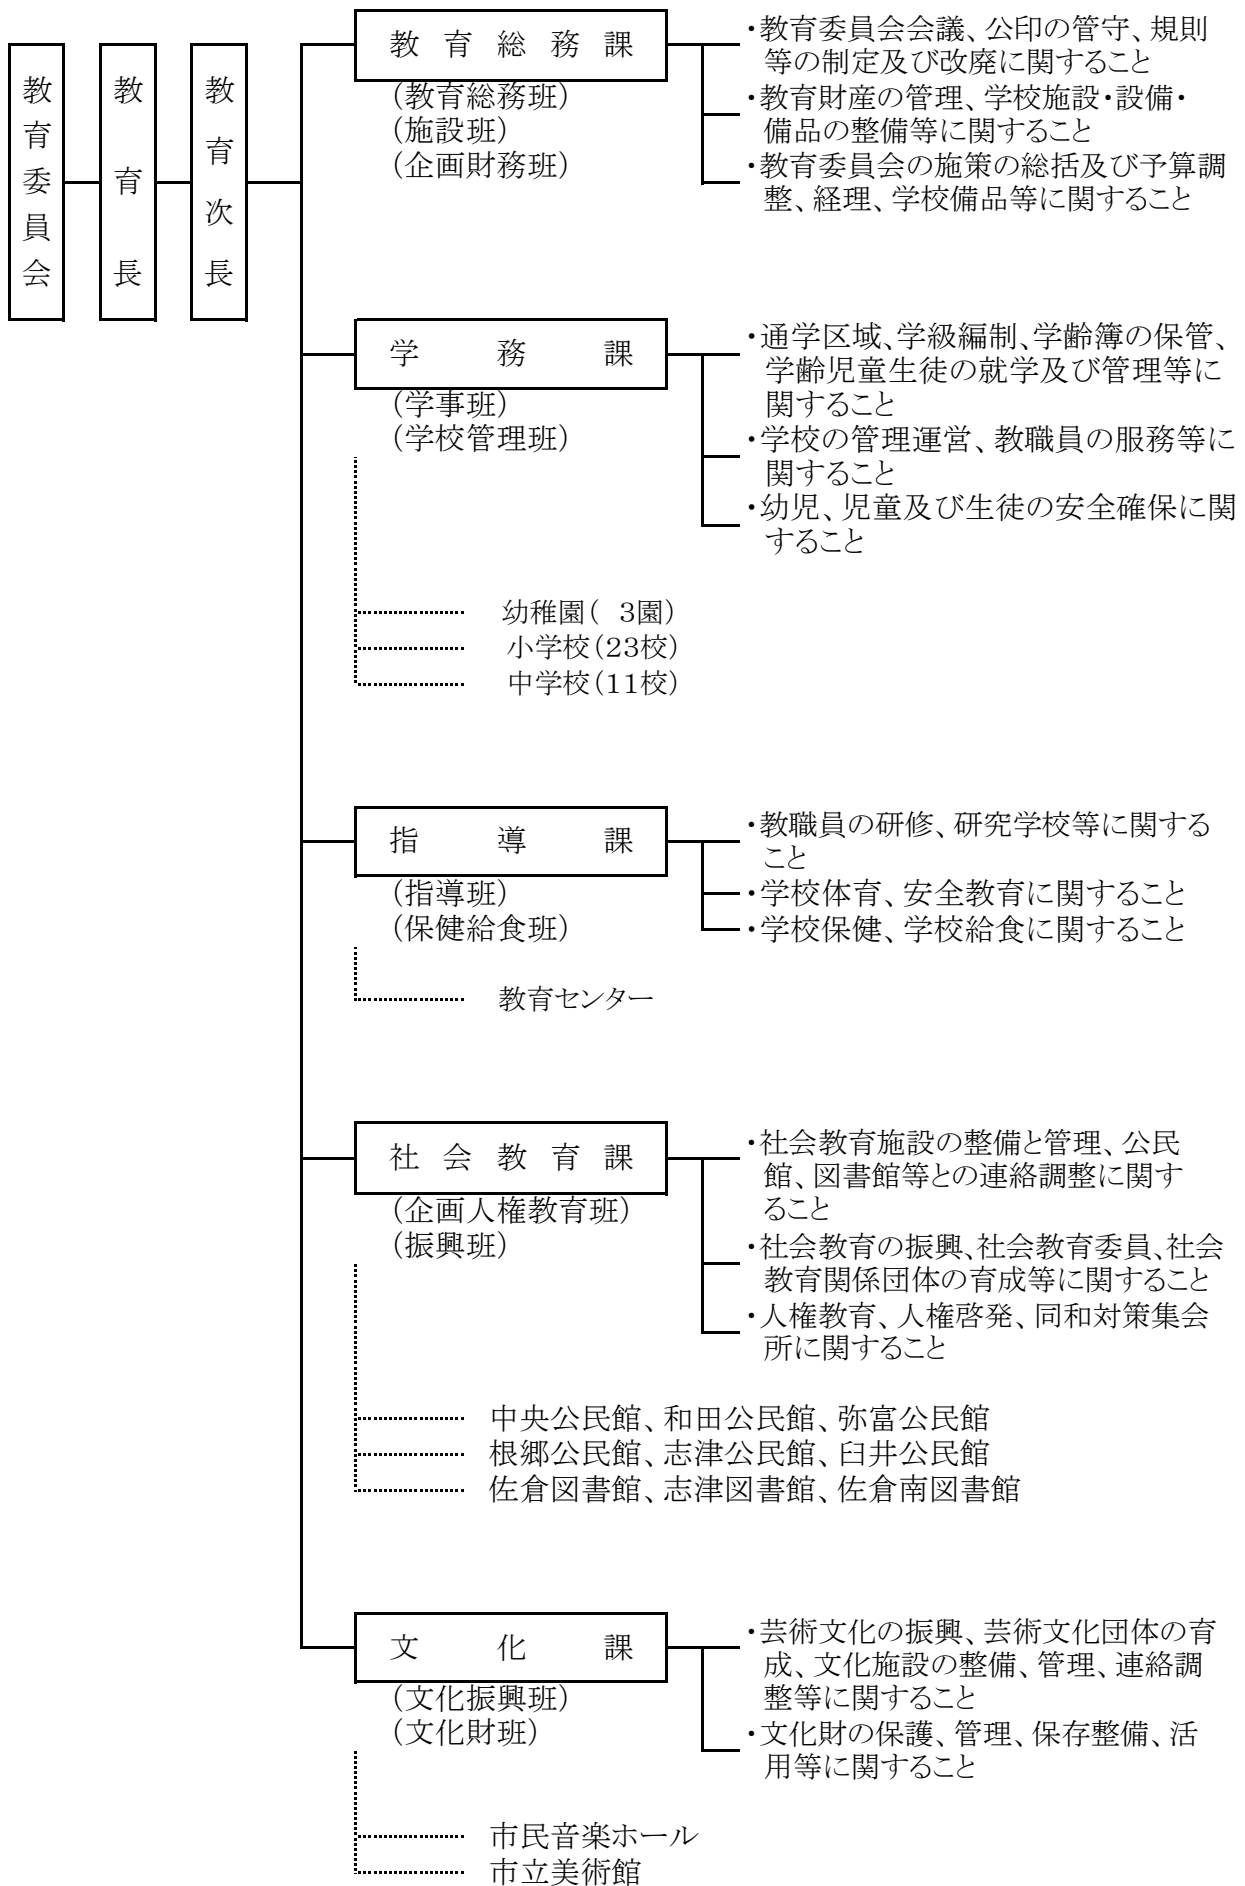 教育委員会
教育長
教育次長
教育総務課
(教育総務班)
(施設班)
(企画財務班)
・教育委員会会議、公印の管守、規則
等の制定及び改廃に関すること
・教育財産の管理、学校施設・設備・
備品の整備等に関すること
・教育委員会の施策の総括及び予算調
整、経理、学校備品等に関すること
学務課
(学事班)
(学校管理班)
・通学区域、学級編制、学齢簿の保管、
学齢児童生徒の就学及び管理等に
関すること
・学校の管理運営、教職員の服務等に
関すること
・幼児、児童及び生徒の安全確保に関
すること
幼稚園( 3園)
小学校(23校)
中学校(11校)
指導課
(指導班)
(保健給食班)
・教職員の研修、研究学校等に関する
こと
・学校体育、安全教育に関すること
・学校保健、学校給食に関すること
教育センター
社会教育課
(企画人権教育班)
(振興班)
・社会教育施設の整備と管理、公民
館、図書館等との連絡調整に関す
ること
・社会教育の振興、社会教育委員、社会
教育関係団体の育成等に関すること
・人権教育、人権啓発、同和対策集会
所に関すること
中央公民館、和田公民館、弥富公民館
根郷公民館、志津公民館、臼井公民館
佐倉図書館、志津図書館、佐倉南図書館
文化課
(文化振興班)
(文化財班)
・芸術文化の振興、芸術文化団体の育
成、文化施設の整備、管理、連絡調
整等に関すること
・文化財の保護、管理、保存整備、活
用等に関すること
市民音楽ホール
市立美術館